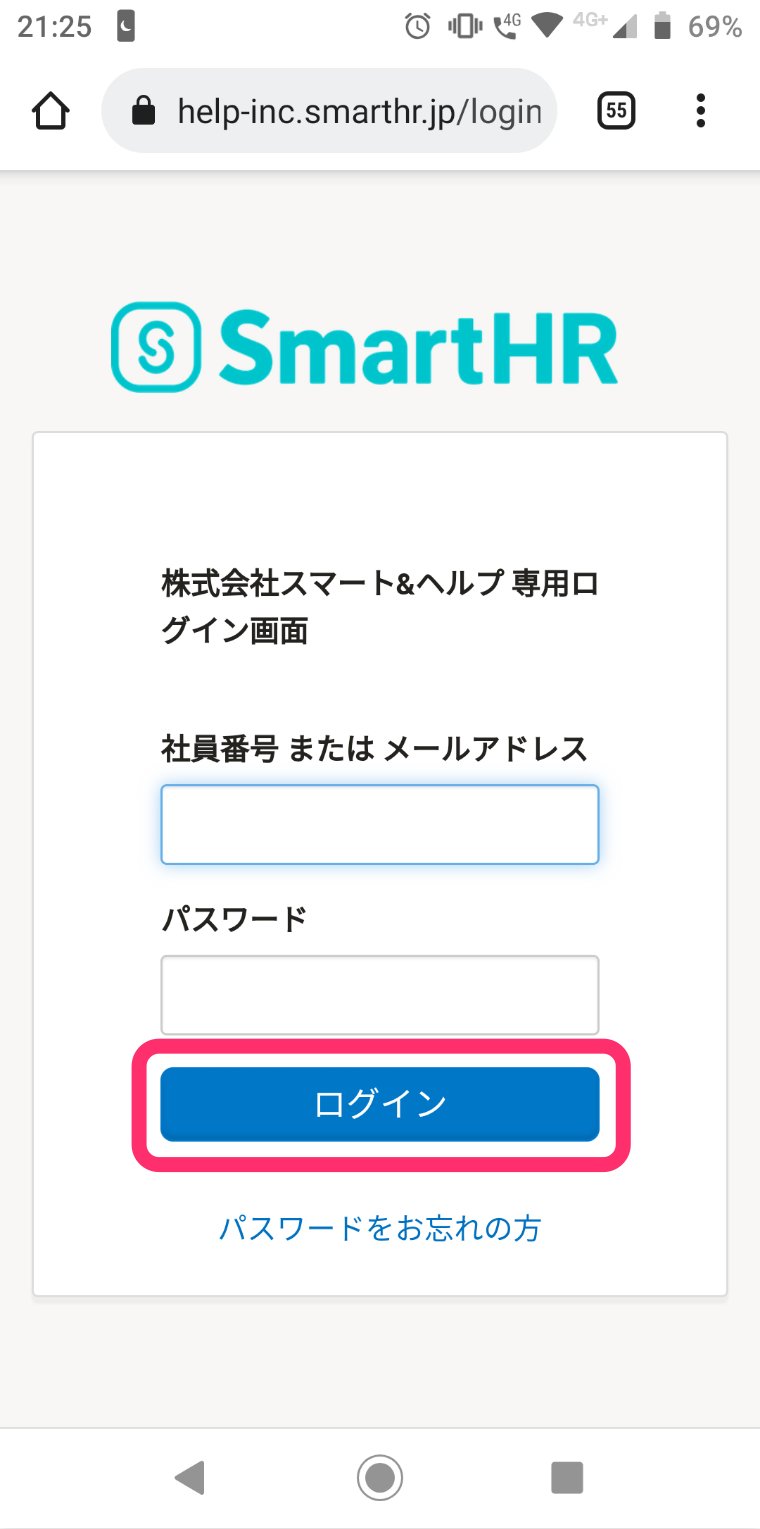 21:25 4G 4G+ 69%
help-inc.smarthr.jp/login 55
SmartHR
株式会社スマート&ヘルプ 専用ロ
グイン画面
社員番号 または メールアドレス
パスワード
ログイン
パスワードをお忘れの方